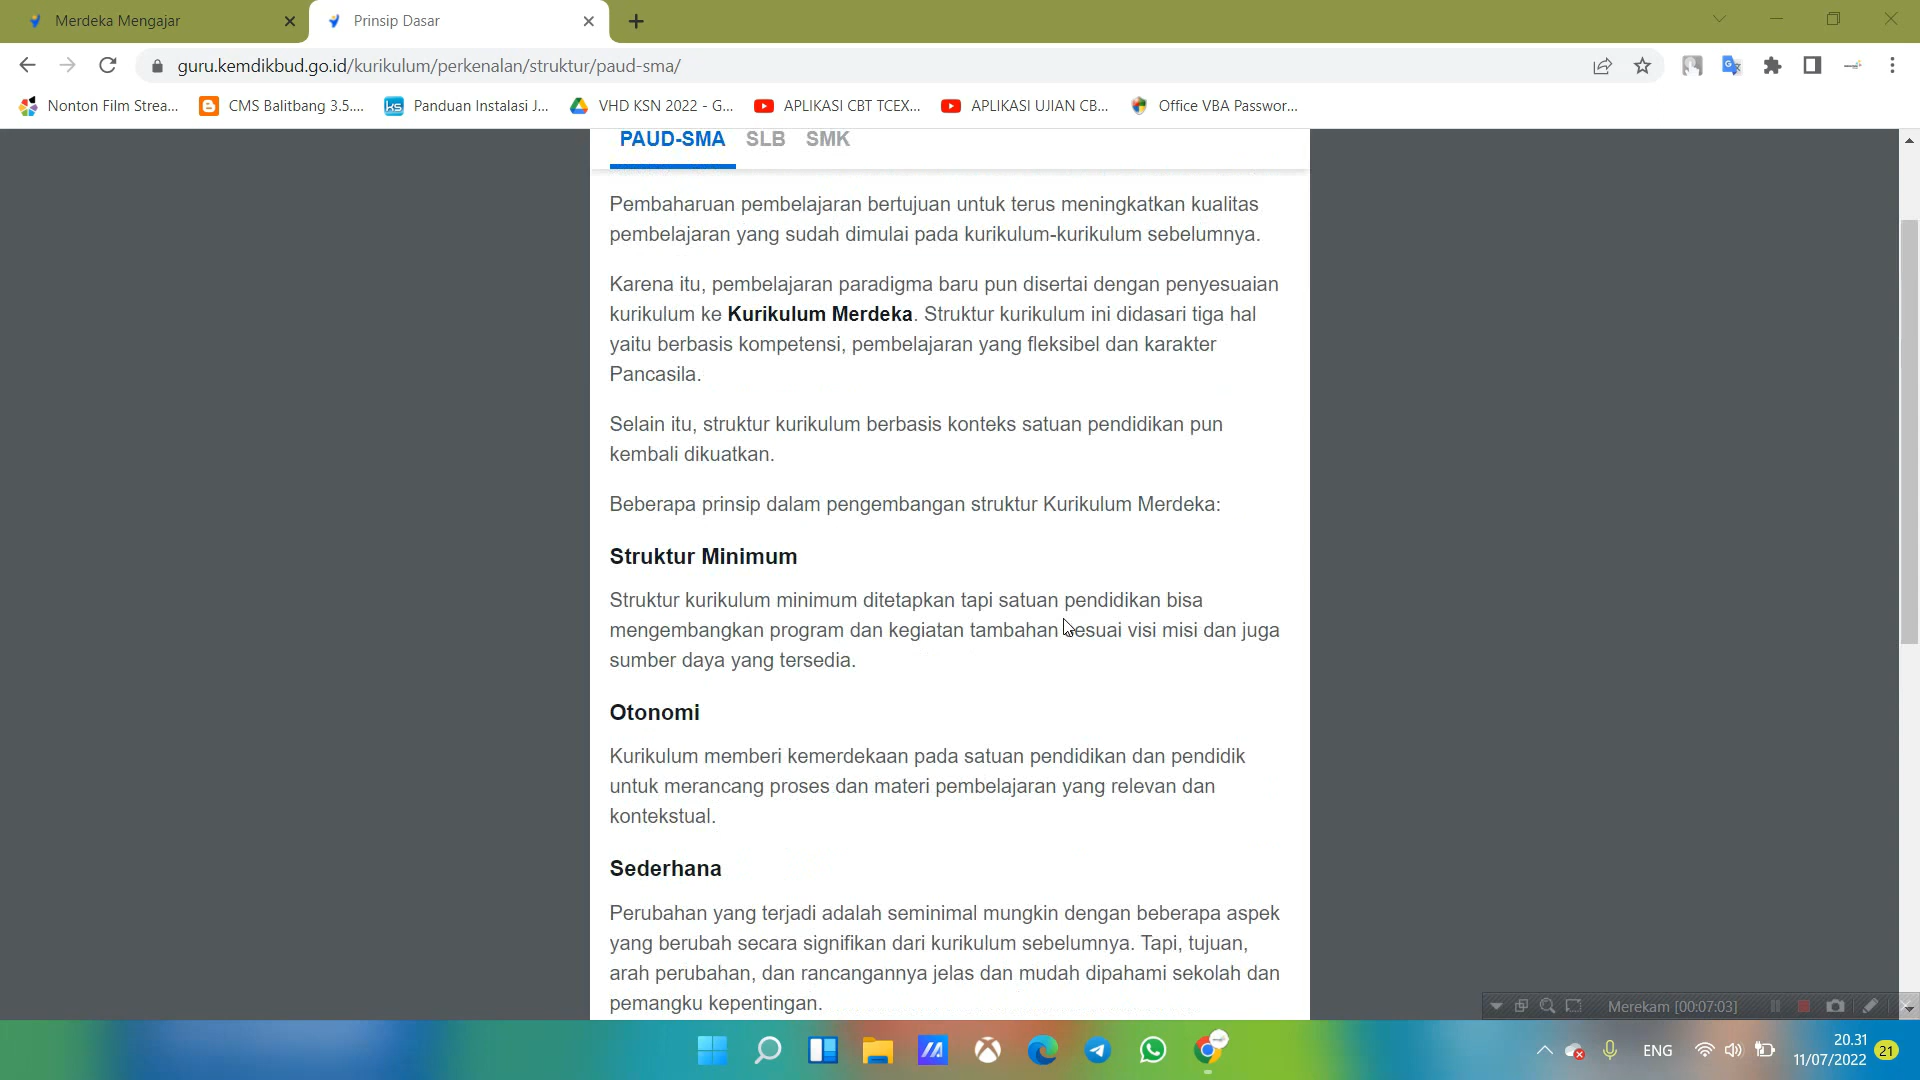 Merdeka Mengajar
Prinsip Dasar
guru.kemdikbud.go.id/kurikulum/perkenalan/struktur/paud-sma/
Nonton Film Strea...
CMS Balitbang 3.5....
Panduan Instalasi J...
VHD KSN 2022 - G...
APLIKASI CBT TCEX...
APLIKASI UJIAN CB...
Office VBA Passwor...
PAUD-SMA SLB SMK
Pembaharuan pembelajaran bertujuan untuk terus meningkatkan kualitas
pembelajaran yang sudah dimulai pada kurikulum-kurikulum sebelumnya.
Karena itu, pembelajaran paradigma baru pun disertai dengan penyesuaian
kurikulum ke Kurikulum Merdeka. Struktur kurikulum ini didasari tiga hal
yaitu berbasis kompetensi, pembelajaran yang fleksibel dan karakter
Pancasila.
Selain itu, struktur kurikulum berbasis konteks satuan pendidikan pun
kembali dikuatkan.
Beberapa prinsip dalam pengembangan struktur Kurikulum Merdeka:
Struktur Minimum
Struktur kurikulum minimum ditetapkan tapi satuan pendidikan bisa
mengembangkan program dan kegiatan tambahan sesuai visi misi dan juga
sumber daya yang tersedia.
Otonomi
Kurikulum memberi kemerdekaan pada satuan pendidikan dan pendidik
untuk merancang proses dan materi pembelajaran yang relevan dan
kontekstual.
Sederhana
Perubahan yang terjadi adalah seminimal mungkin dengan beberapa aspek
yang berubah secara signifikan dari kurikulum sebelumnya. Tapi, tujuan,
arah perubahan, dan rancangannya jelas dan mudah dipahami sekolah dan
pemangku kepentingan.
Merekam [00:07:03]
ENG
20.31
11/07/2022
21